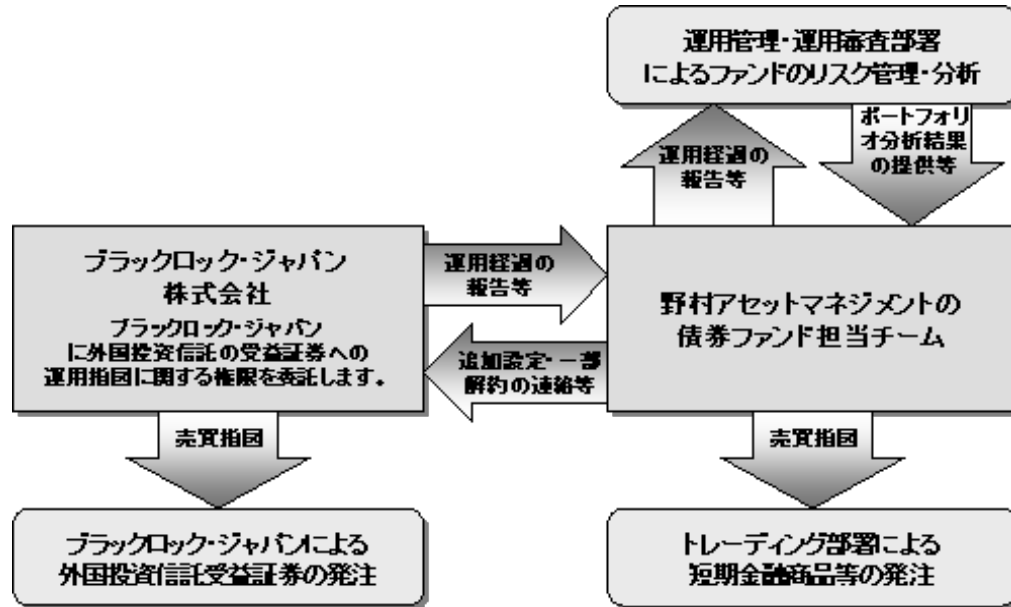 運用管理・運用審査部署
によるファンドのリスク管理・分析
運用経過の
報告等
ポートフォリ
オ分析結果
の提供等
ブラックロック・ジャパン
株式会社
ブラックロック・ジャパン
に外国投資信託の受益証券への
運用指図に関する権限を委託します。
運用経過の
報告等
追加設定・一部
解約の連絡等
野村アセットマネジメントの
債券ファンド担当チーム
売買指図
売買指図
ブラックロック・ジャパンによる
外国投資信託受益証券の発注
トレーディング部署による
短期金融商品等の発注